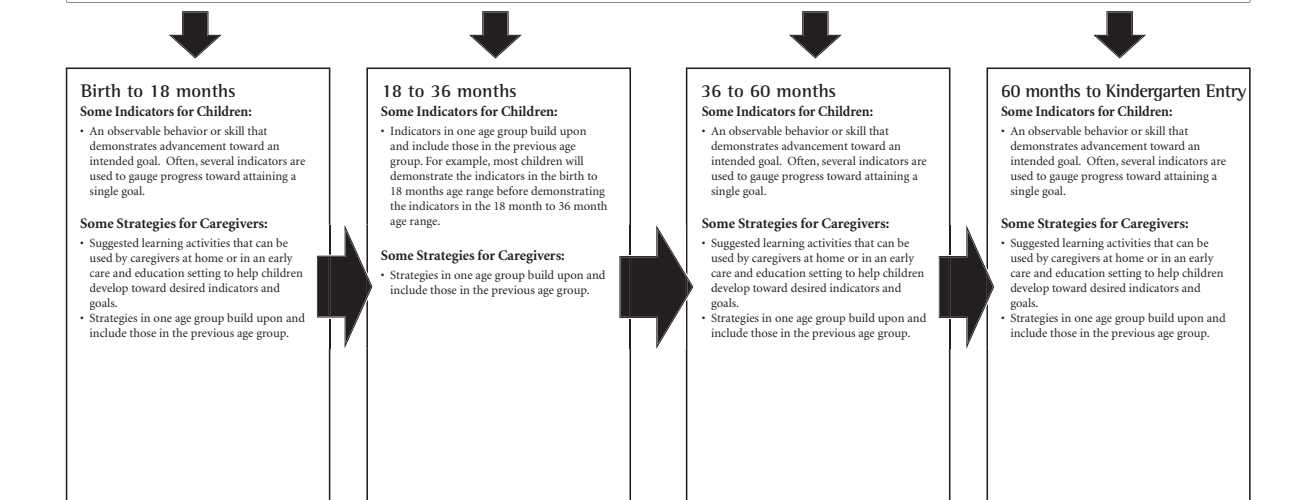 Birth to 18 months
Some Indicators for Children:
• An observable behavior or skill that
demonstrates advancement toward an
intended goal.  Often, several indicators are
used to gauge progress toward attaining a
single goal.
Some Strategies for Caregivers:
• Suggested learning activities that can be
used by caregivers at home or in an early
care and education setting to help children
develop toward desired indicators and
goals.
• Strategies in one age group build upon and
include those in the previous age group.
18 to 36 months
Some Indicators for Children:
• Indicators in one age group build upon
and include those in the previous age
group. For example, most children will
demonstrate the indicators in the birth to
18 months age range before demonstrating
the indicators in the 18 month to 36 month
age range.
Some Strategies for Caregivers:
• Strategies in one age group build upon and
include those in the previous age group.
36 to 60 months
Some Indicators for Children:
• An observable behavior or skill that
demonstrates advancement toward an
intended goal.  Often, several indicators are
used to gauge progress toward attaining a
single goal.
Some Strategies for Caregivers:
• Suggested learning activities that can be
used by caregivers at home or in an early
care and education setting to help children
develop toward desired indicators and
goals.
• Strategies in one age group build upon and
include those in the previous age group.
60 months to Kindergarten Entry
Some Indicators for Children:
• An observable behavior or skill that
demonstrates advancement toward an
intended goal.  Often, several indicators are
used to gauge progress toward attaining a
single goal.
Some Strategies for Caregivers:
• Suggested learning activities that can be
used by caregivers at home or in an early
care and education setting to help children
develop toward desired indicators and
goals.
• Strategies in one age group build upon and
include those in the previous age group.